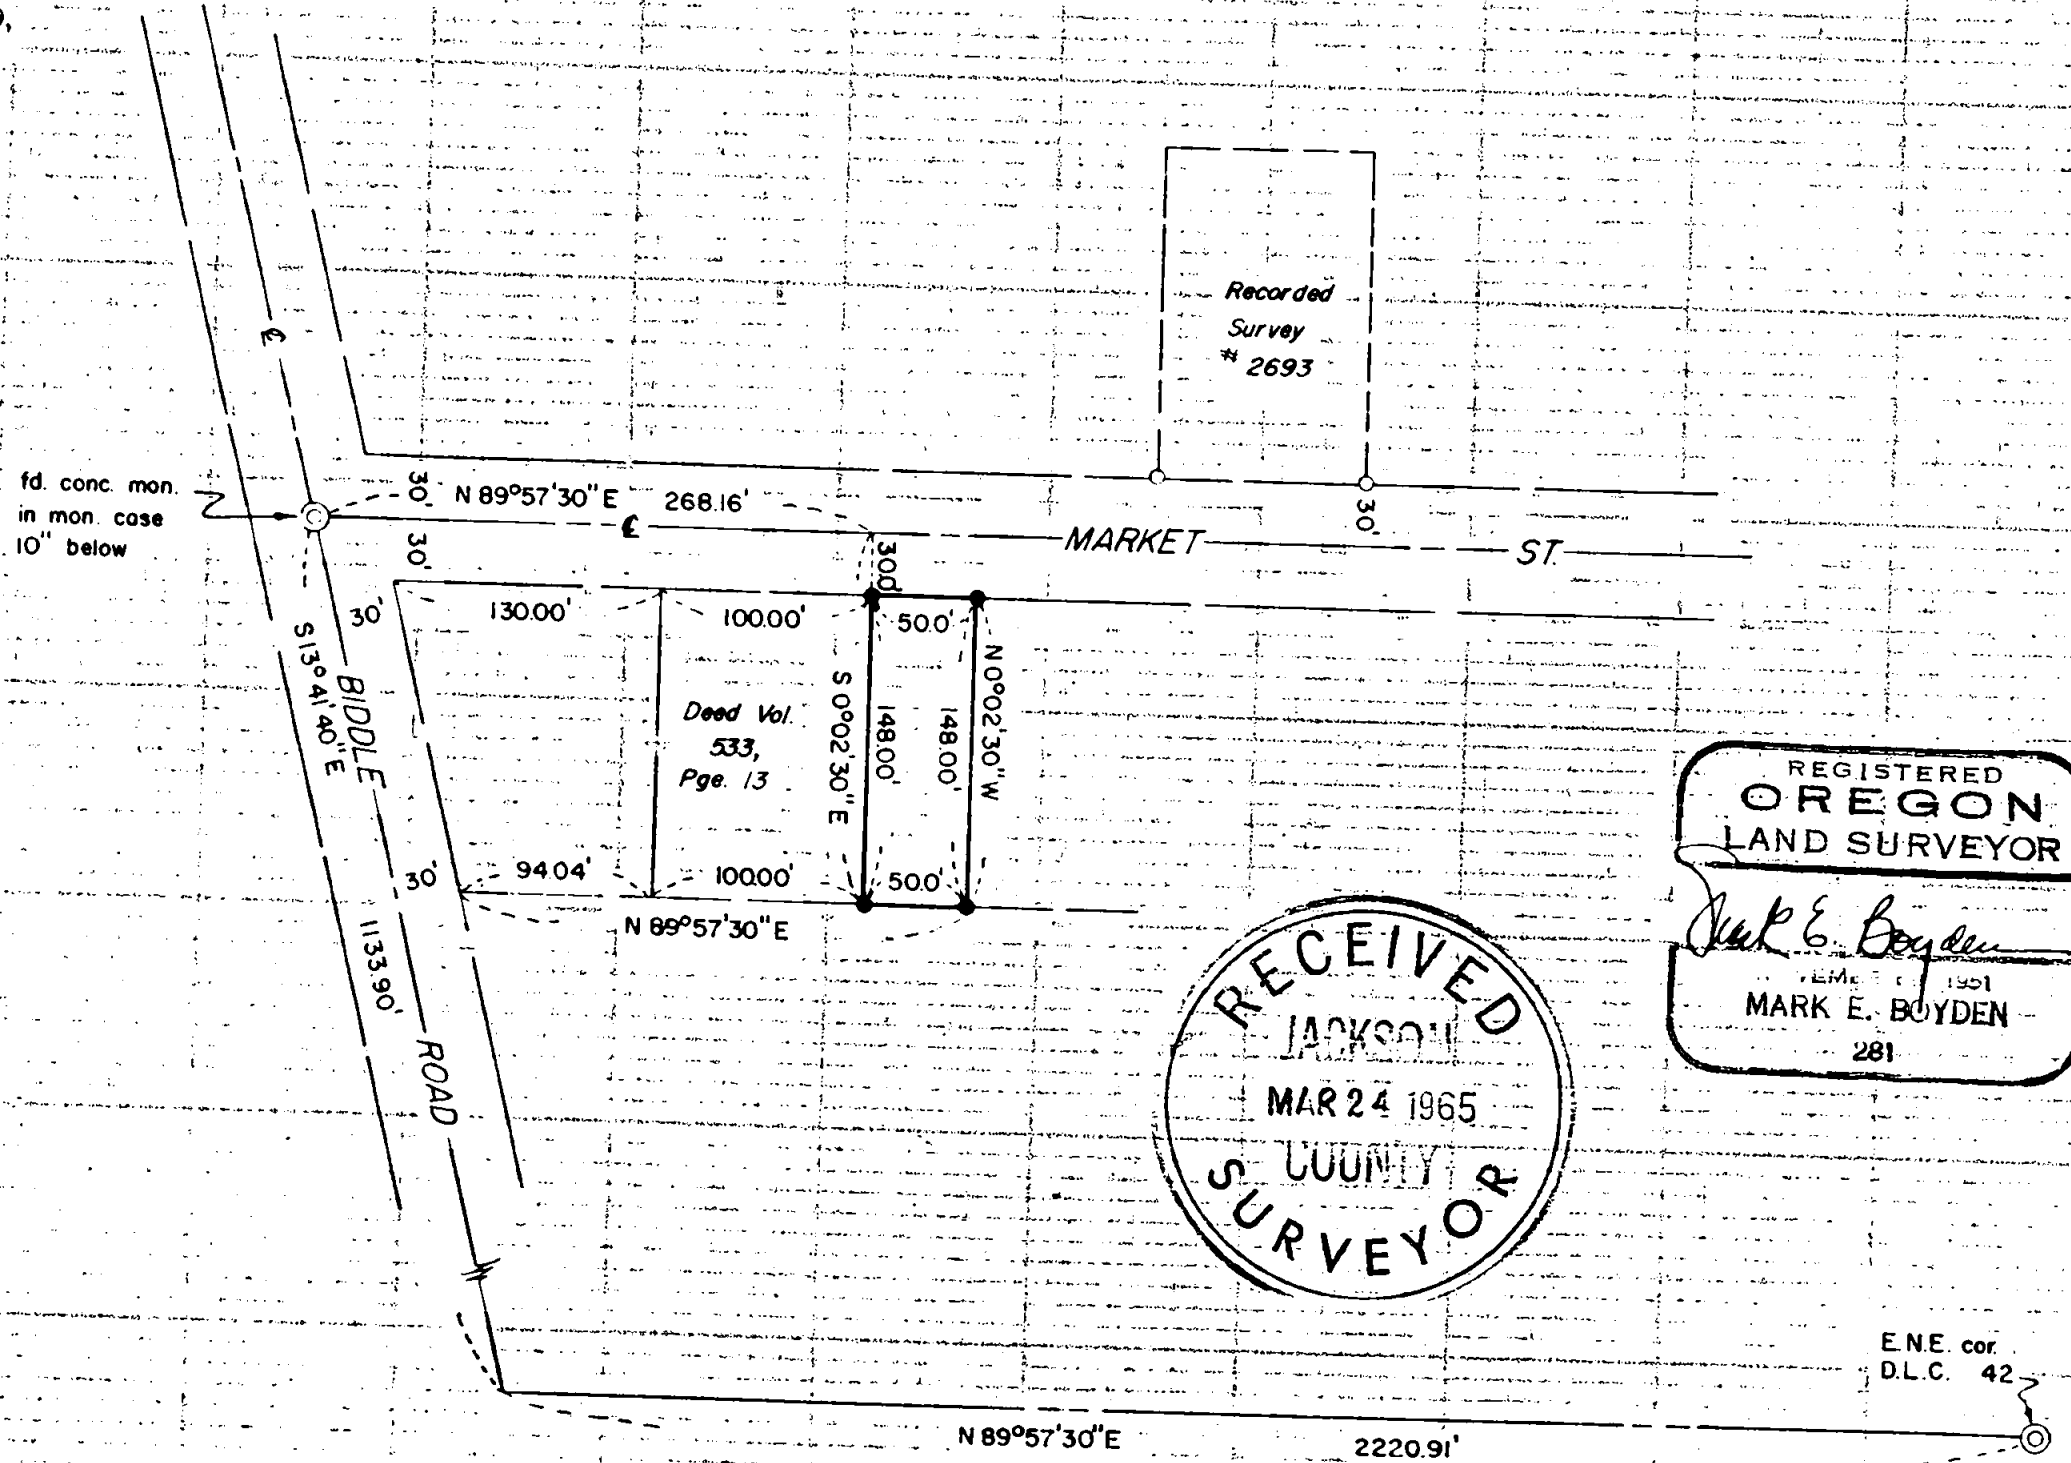 Recorded
Survey
# 2693
fd. conc. mon.
in mon. case
10" below
30'
N 89°57'30" E 268.16'
℄
℄
30'
30'
MARKET ST.
30.0'
30'
130.00'
100.00'
50.0'
S13°41'40"E
1133.90'
BIDDLE ROAD
Deed Vol.
533,
Pge. 13
S 0°02'30"E
148.00'
148.00'
N 0°02'30"W
30'
94.04'
100.00'
50.0'
N 89°57'30"E
REGISTERED
OREGON
LAND SURVEYOR
Mark E. Boyden
1951
MARK E. BOYDEN
281
RECEIVED
JACKSON
MAR 24 1965
COUNTY
SURVEYOR
E.N.E. cor.
D.L.C. 42
N 89°57'30"E 2220.91'